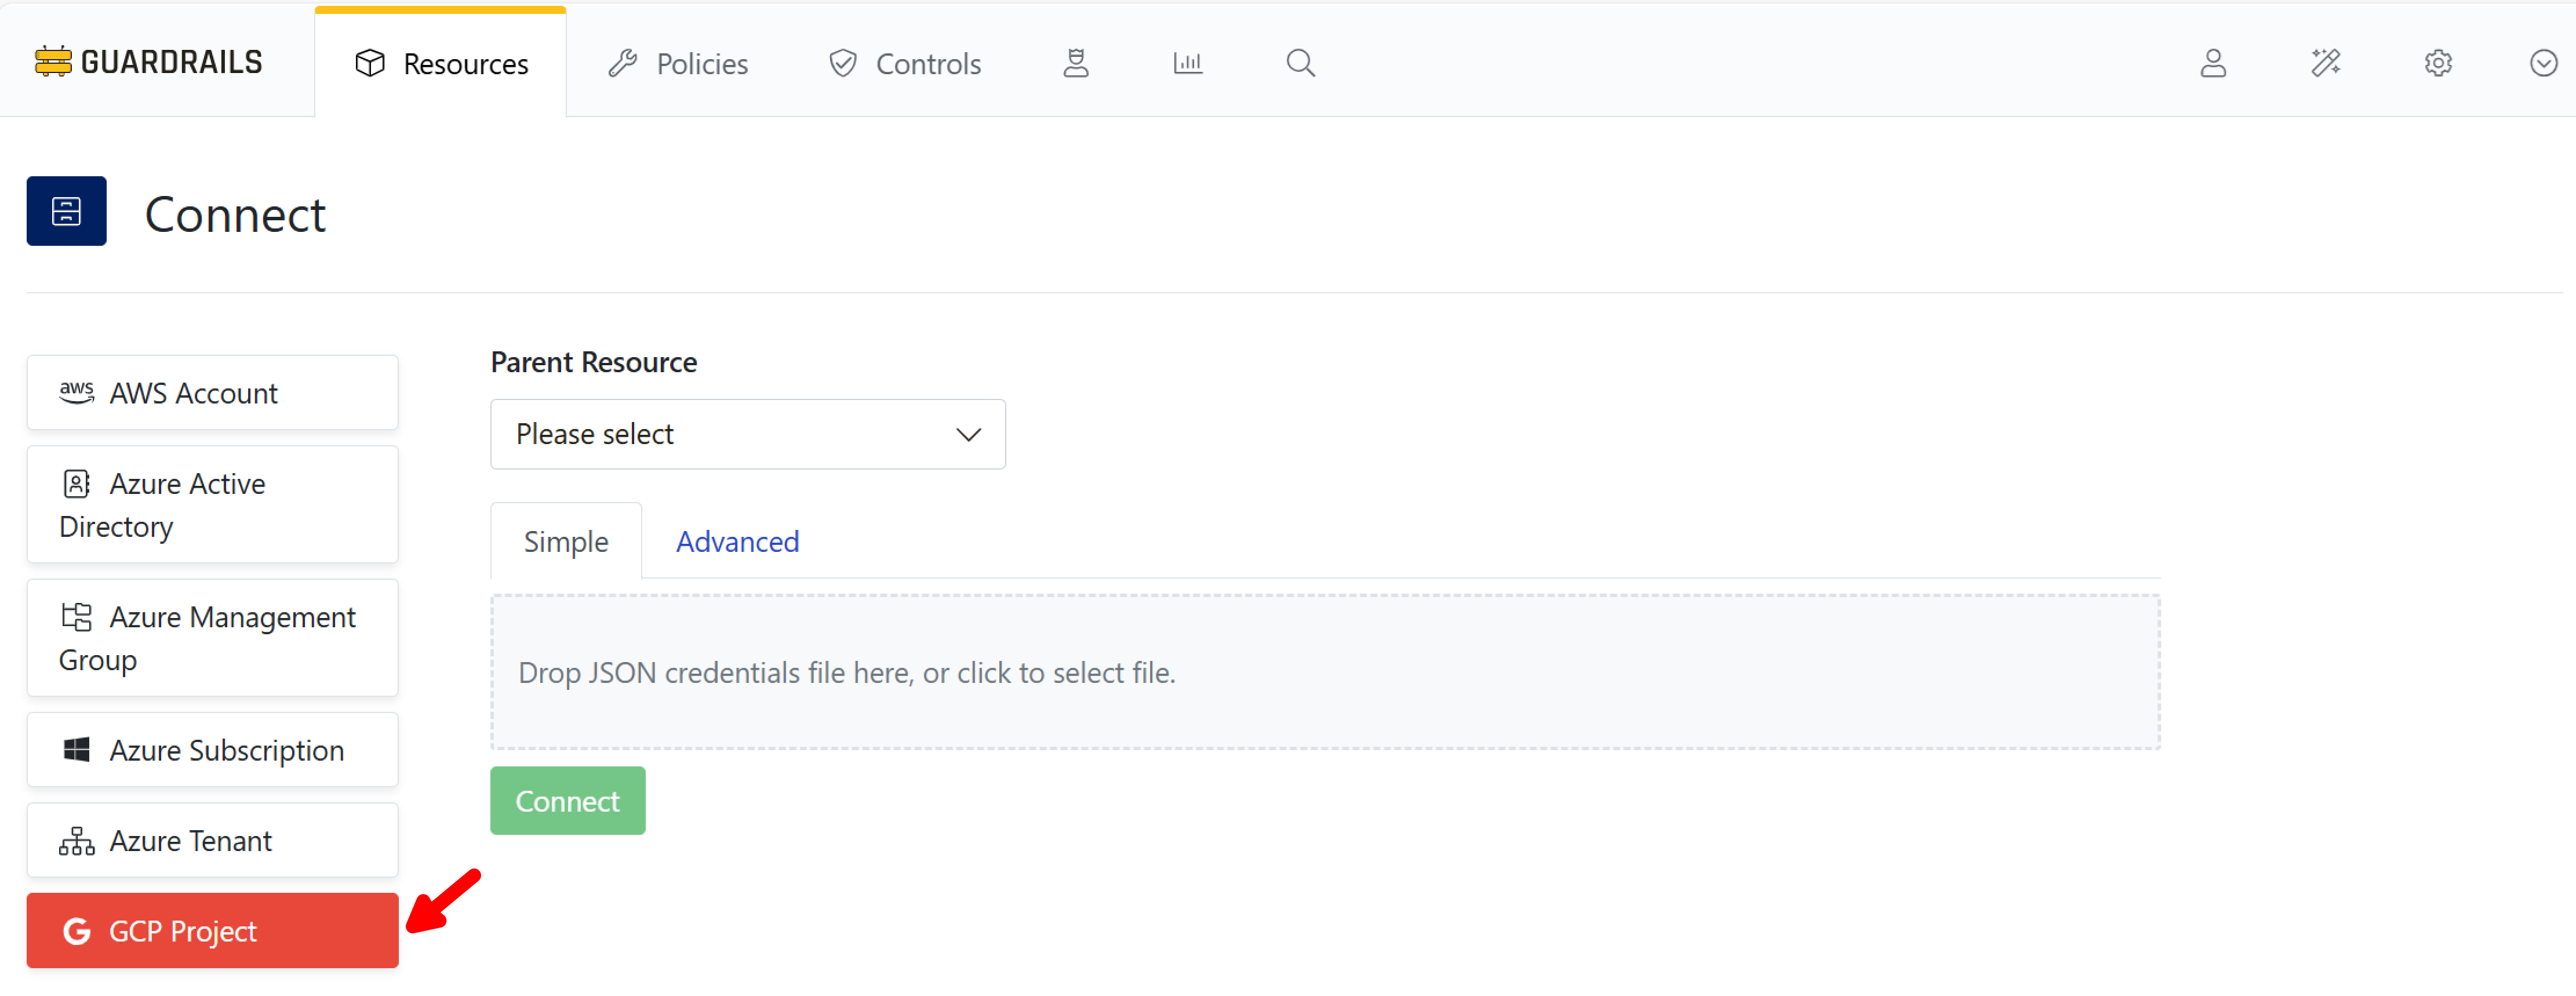 GUARDRAILS
Resources
Policies
Controls
Connect
aws AWS Account
Azure Active
Directory
Azure Management
Group
Azure Subscription
Azure Tenant
G GCP Project
Parent Resource
Please select
Simple
Advanced
Drop JSON credentials file here, or click to select file.
Connect